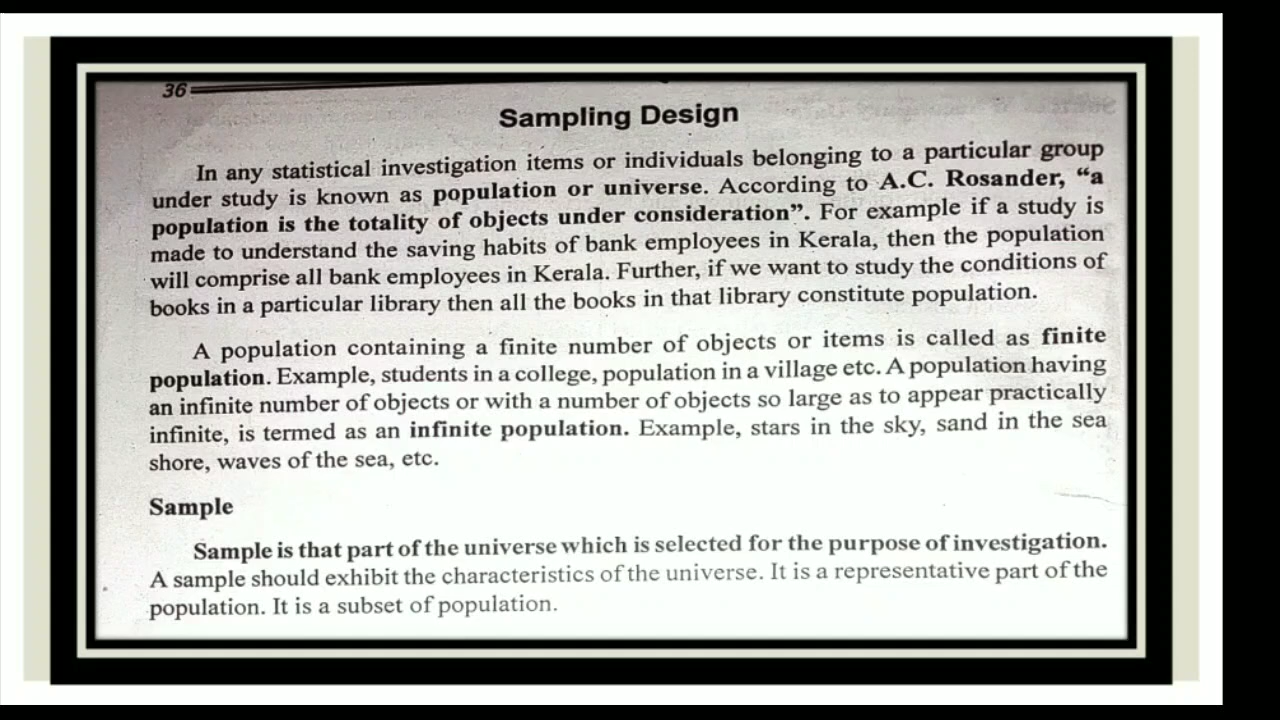 36
Sampling Design
In any statistical investigation items or individuals belonging to a particular group
under study is known as population or universe. According to A.C. Rosander, “a
population is the totality of objects under consideration”. For example if a study is
made to understand the saving habits of bank employees in Kerala, then the population
will comprise all bank employees in Kerala. Further, if we want to study the conditions of
books in a particular library then all the books in that library constitute population.
A population containing a finite number of objects or items is called as finite
population. Example, students in a college, population in a village etc. A population having
an infinite number of objects or with a number of objects so large as to appear practically
infinite, is termed as an infinite population. Example, stars in the sky, sand in the sea
shore, waves of the sea, etc.
Sample
Sample is that part of the universe which is selected for the purpose of investigation.
A sample should exhibit the characteristics of the universe. It is a representative part of the
population. It is a subset of population.